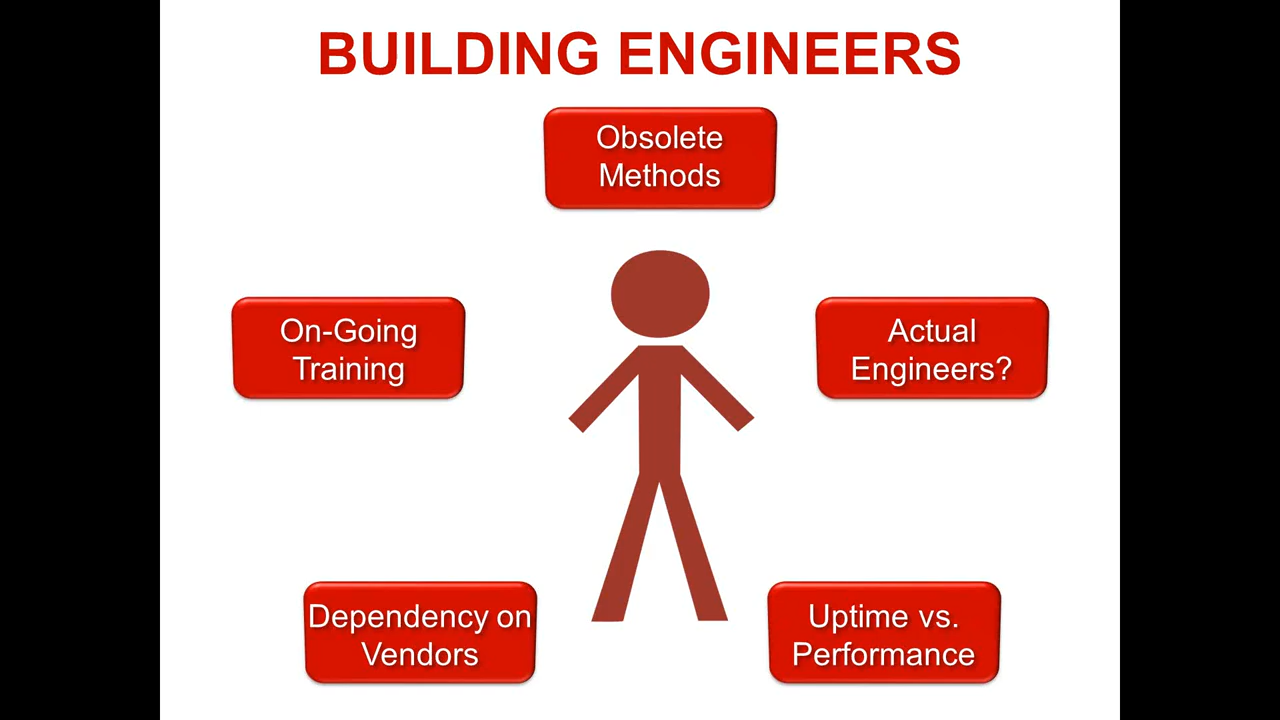 BUILDING ENGINEERS
Obsolete
Methods
On-Going
Training
Actual
Engineers?
Dependency on
Vendors
Uptime vs.
Performance